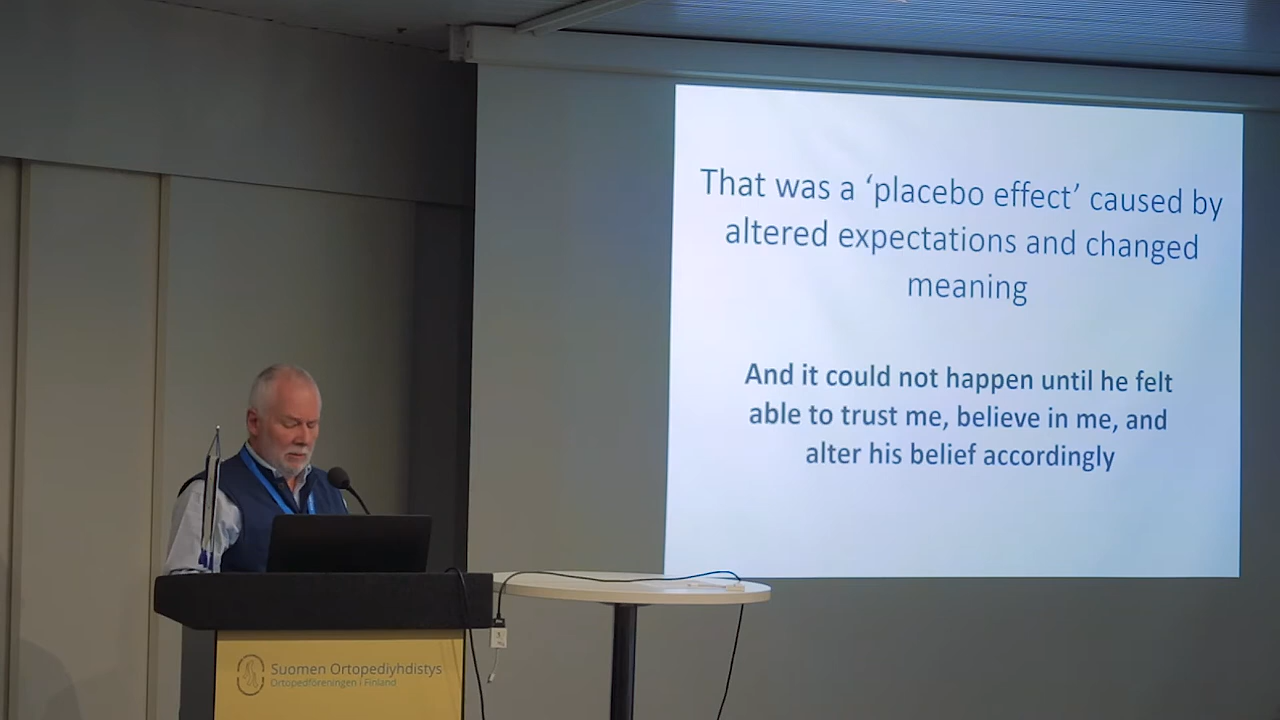 That was a ‘placebo effect’ caused by
altered expectations and changed
meaning
And it could not happen until he felt
able to trust me, believe in me, and
alter his belief accordingly
Suomen Ortopediyhdistys
Ortopedföreningen i Finland